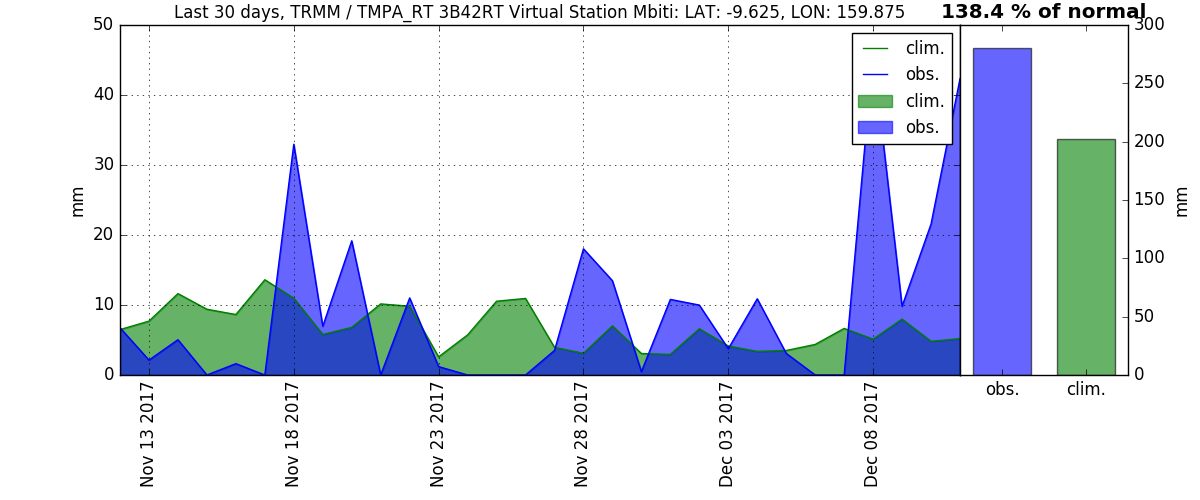 Last 30 days, TRMM / TMPA_RT 3B42RT Virtual Station Mbiti: LAT: -9.625, LON: 159.875
138.4 % of normal
50
40
30
20
10
0
mm
clim.
obs.
clim.
obs.
300
250
200
150
100
50
0
mm
obs.
clim.
Nov 13 2017
Nov 18 2017
Nov 23 2017
Nov 28 2017
Dec 03 2017
Dec 08 2017